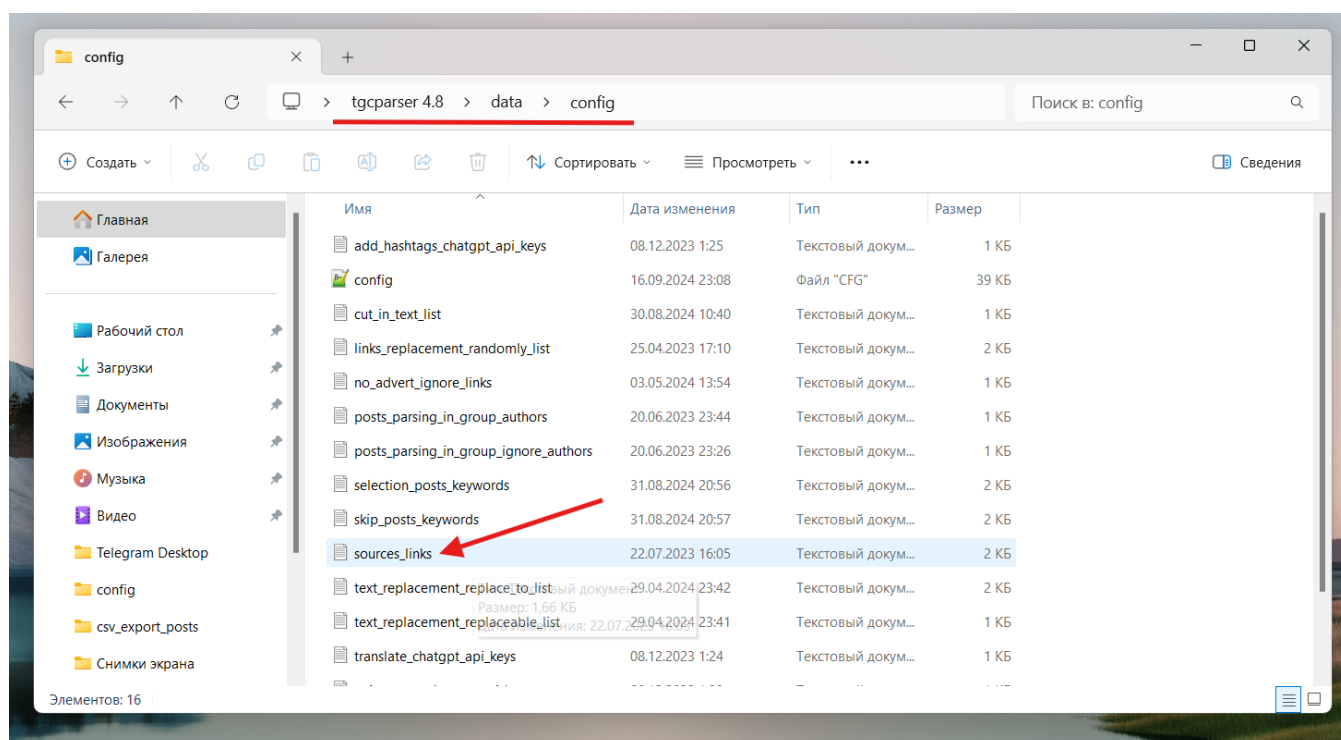 config
tgcparser 4.8 > data > config
Поиск в: config
Создать
Сортировать
Просмотреть
Сведения
Главная
Галерея
Рабочий стол
Загрузки
Документы
Изображения
Музыка
Видео
Telegram Desktop
config
csv_export_posts
Снимки экрана
Имя Дата изменения Тип Размер
add_hashtags_chatgpt_api_keys 08.12.2023 1:25 Текстовый докум... 1 КБ
config 16.09.2024 23:08 Файл "CFG" 39 КБ
cut_in_text_list 30.08.2024 10:40 Текстовый докум... 1 КБ
links_replacement_randomly_list 25.04.2023 17:10 Текстовый докум... 2 КБ
no_advert_ignore_links 03.05.2024 13:54 Текстовый докум... 1 КБ
posts_parsing_in_group_authors 20.06.2023 23:44 Текстовый докум... 1 КБ
posts_parsing_in_group_ignore_authors 20.06.2023 23:26 Текстовый докум... 1 КБ
selection_posts_keywords 31.08.2024 20:56 Текстовый докум... 2 КБ
skip_posts_keywords 31.08.2024 20:57 Текстовый докум... 2 КБ
sources_links 22.07.2023 16:05 Текстовый докум... 2 КБ
text_replacement_replace_to_list 29.04.2024 23:42 Текстовый докум... 2 КБ
Размер: 1,66 КБ
text_replacement_replaceable_list 29.04.2024 23:41 Текстовый докум... 2 КБ
translate_chatgpt_api_keys 08.12.2023 1:24 Текстовый докум... 1 КБ
Элементов: 16